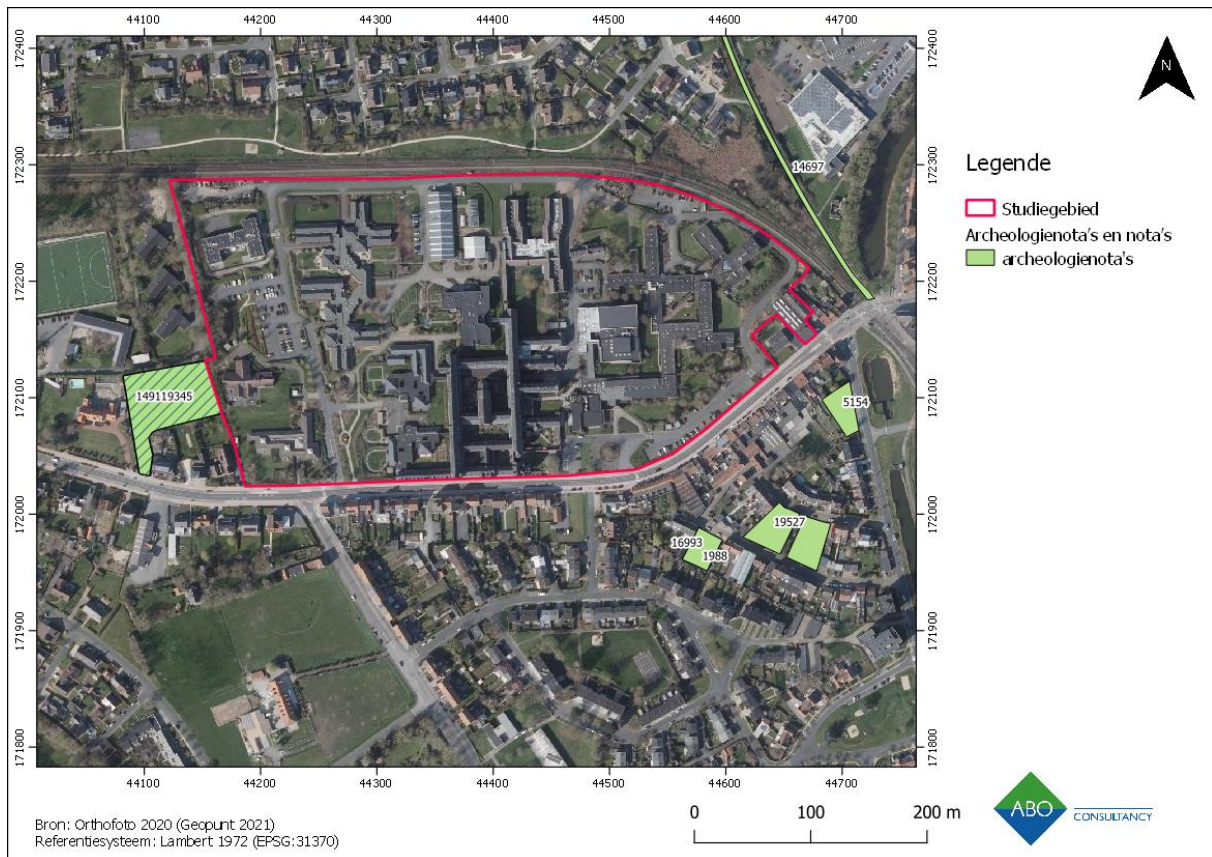 44100 44200 44300 44400 44500 44600 44700
172400 172400
172300 172300
172200 172200
172100 172100
172000 172000
171900 171900
171800 171800
14697
149119345
5154
19527
16993
1988
44100 44200 44300 44400 44500 44600 44700
N
Legende
Studiegebied
Archeologienota's en nota's
archeologienota's
Bron: Orthofoto 2020 (Geopunt 2021)
Referentiesysteem: Lambert 1972 (EPSG:31370)
0 100 200 m
ABO
CONSULTANCY